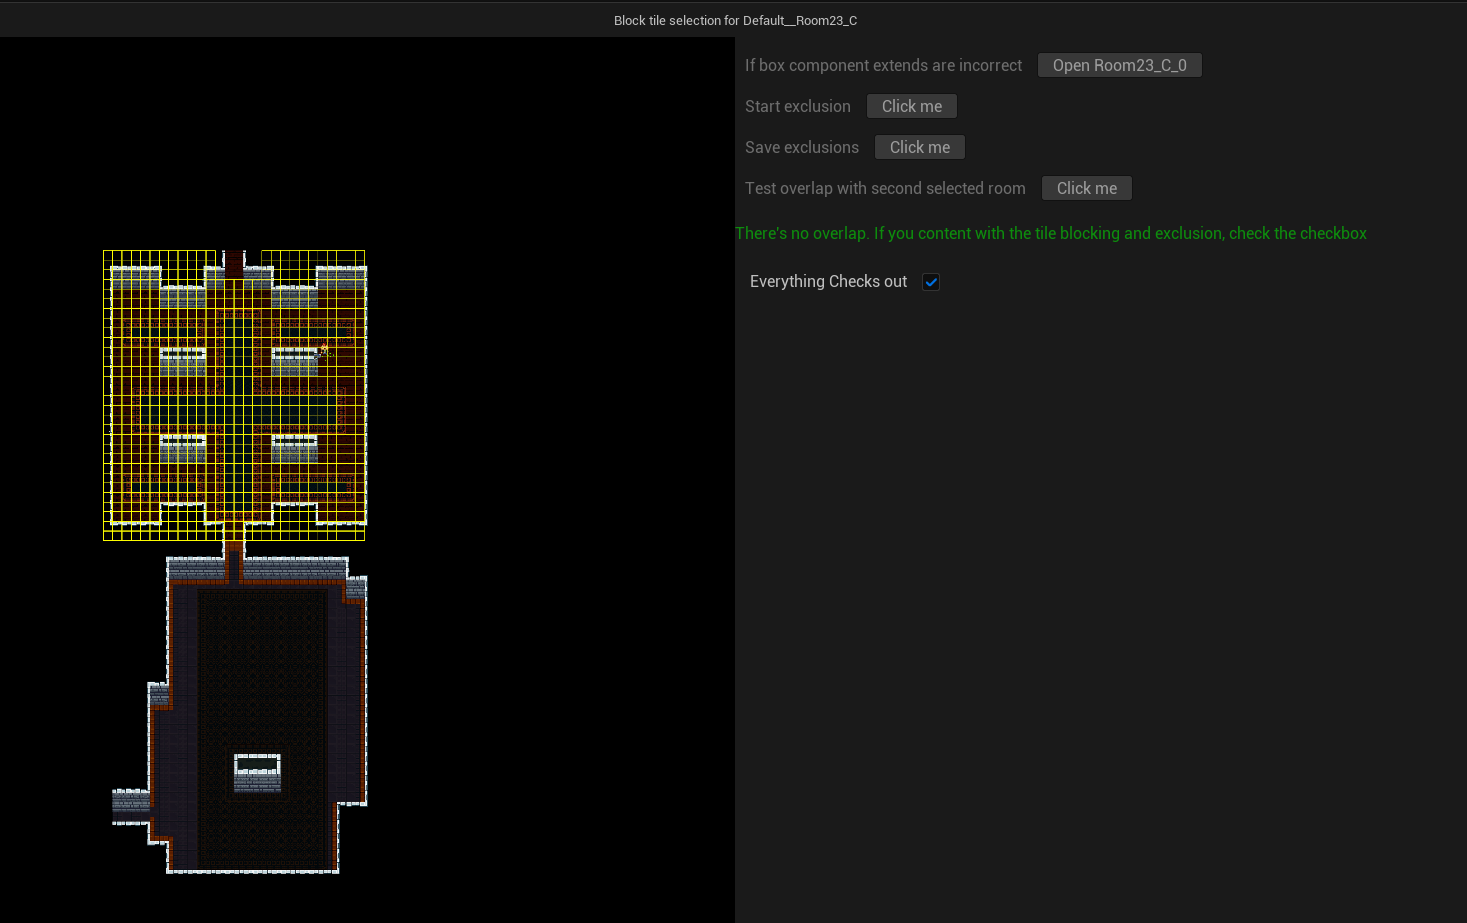 Block tile selection for Default__Room23_C
If box component extends are incorrect Open Room23_C_0
Start exclusion Click me
Save exclusions Click me
Test overlap with second selected room Click me
There's no overlap. If you content with the tile blocking and exclusion, check the checkbox
Everything Checks out